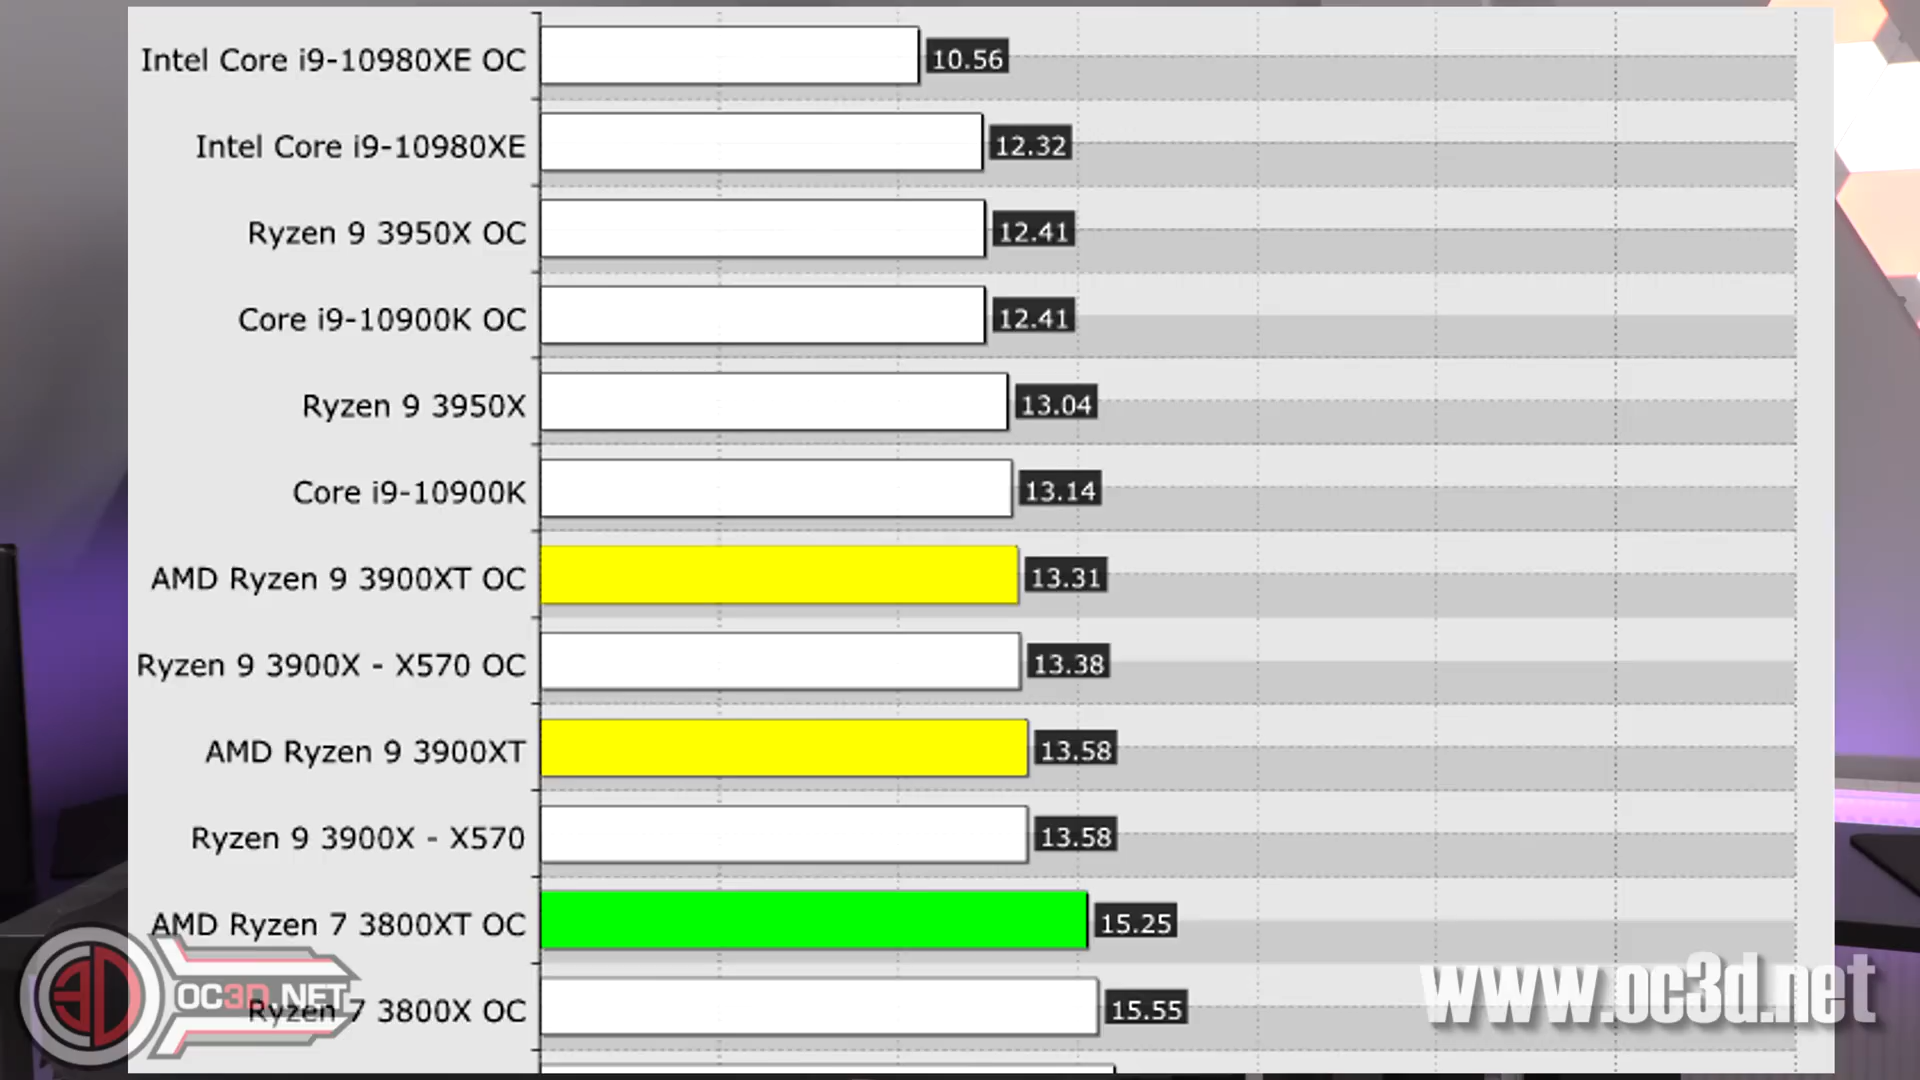 Intel Core i9-10980XE OC 10.56
Intel Core i9-10980XE 12.32
Ryzen 9 3950X OC 12.41
Core i9-10900K OC 12.41
Ryzen 9 3950X 13.04
Core i9-10900K 13.14
AMD Ryzen 9 3900XT OC 13.31
Ryzen 9 3900X - X570 OC 13.38
AMD Ryzen 9 3900XT 13.58
Ryzen 9 3900X - X570 13.58
AMD Ryzen 7 3800XT OC 15.25
Ryzen 7 3800X OC 15.55
3D OC3D.NET
www.oc3d.net